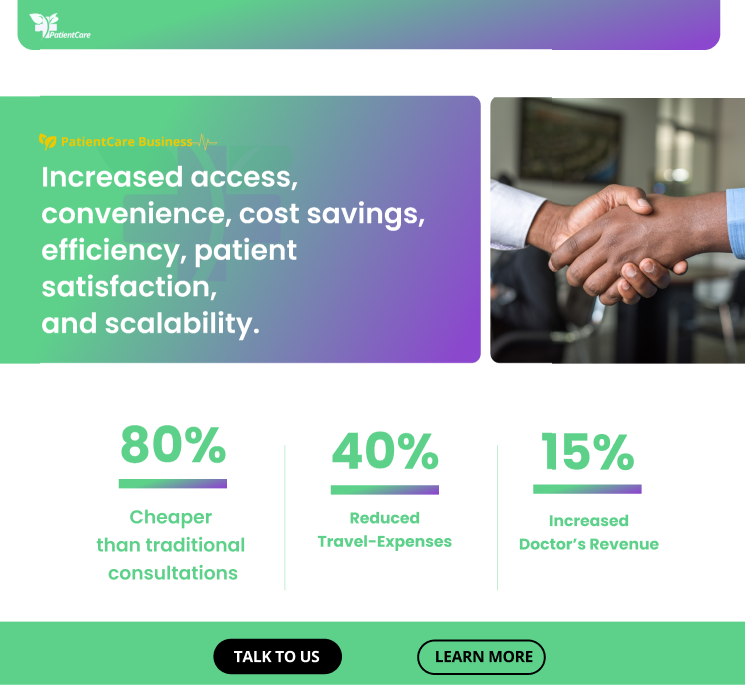 PatientCare
PatientCare Business
Increased access,
convenience, cost savings,
efficiency, patient
satisfaction,
and scalability.
80%
Cheaper
than traditional
consultations
40%
Reduced
Travel-Expenses
15%
Increased
Doctor's Revenue
TALK TO US
LEARN MORE